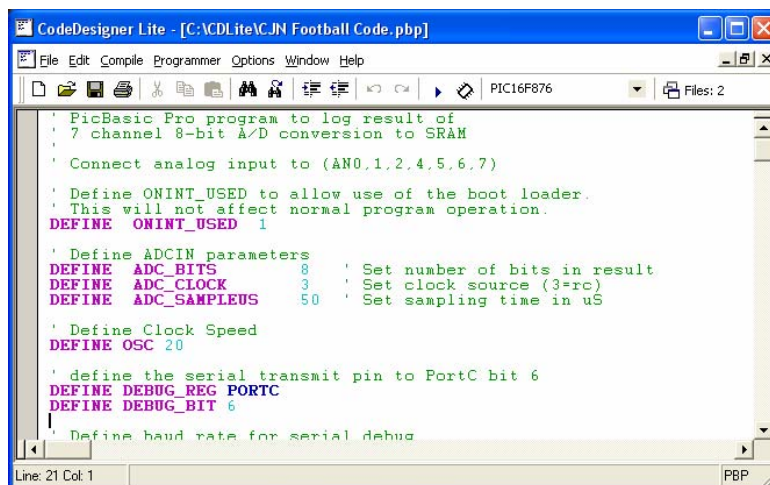 CodeDesigner Lite - [C:\CDLite\CJN Football Code.pbp]
File Edit Compile Programmer Options Window Help
PIC16F876 Files: 2
' PicBasic Pro program to log result of
' 7 channel 8-bit A/D conversion to SRAM
'
' Connect analog input to (AN0,1,2,4,5,6,7)
' Define ONINT_USED to allow use of the boot loader.
' This will not affect normal program operation.
DEFINE ONINT_USED 1
' Define ADCIN parameters
DEFINE ADC_BITS 8 ' Set number of bits in result
DEFINE ADC_CLOCK 3 ' Set clock source (3=rc)
DEFINE ADC_SAMPLEUS 50 ' Set sampling time in uS
' Define Clock Speed
DEFINE OSC 20
' define the serial transmit pin to PortC bit 6
DEFINE DEBUG_REG PORTC
DEFINE DEBUG_BIT 6
' Define baud rate for serial debug
Line: 21 Col: 1 PBP